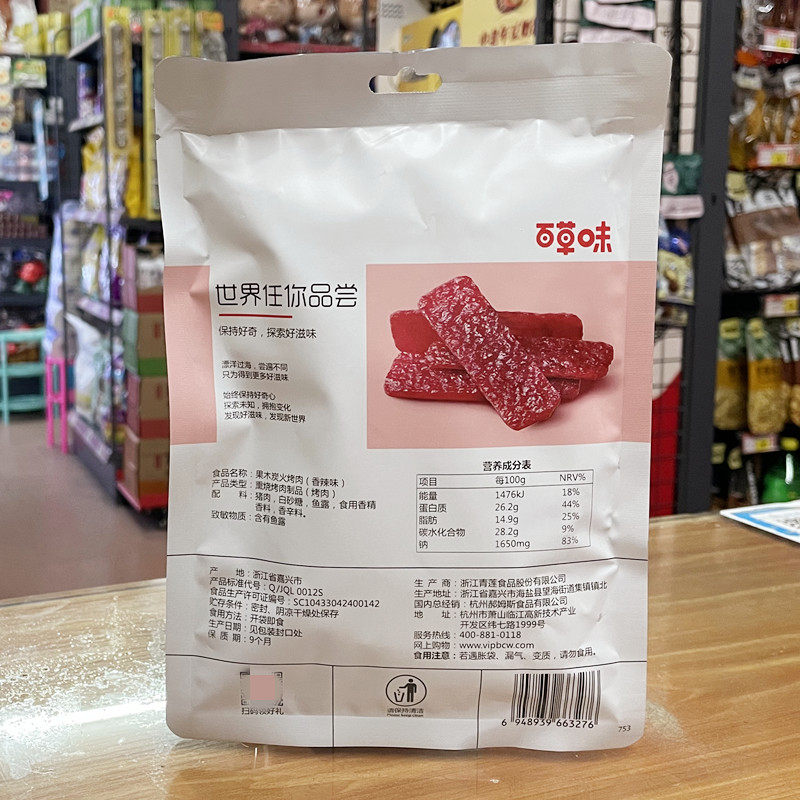 百草味
世界任你品尝
保持好奇，探索好滋味
漂洋过海，尝遍不同
只为得到更多好滋味
始终保持好奇心
探索未知，拥抱变化
发现好滋味，发现新世界
食品名称：果木炭火烤肉（香辣味）
产品类型：熏烧烤肉制品（烤肉）
配 料：猪肉，白砂糖，鱼露，食用香精
香料，香辛料。
致敏物质：含有鱼露
营养成分表
项目 每100g NRV%
能量 1476kJ 18%
蛋白质 26.2g 44%
脂肪 14.9g 25%
碳水化合物 28.2g 9%
钠 1650mg 83%
产 地：浙江省嘉兴市
产品标准代号：Q/JQL 0012S
食品生产许可证编号：SC10433042400142
贮存条件：密封、阴凉干燥处保存
食用方法：开袋即食
生产日期：见包装封口处
保 质 期：9个月
生 产 商：浙江青莲食品股份有限公司
生产地址：浙江省嘉兴市海盐县望海街道集镇镇北
国内总经销：杭州郝姆斯食品有限公司
地 址：杭州市萧山临江高新技术产业
开发区纬七路1999号
服务热线：400-881-0118
网上购物：www.vipbcw.com
食用注意：若遇胀袋、漏气、变质，请勿食用。
扫码领好礼
请保持清洁
Please keep clean
6 948939 663276
753